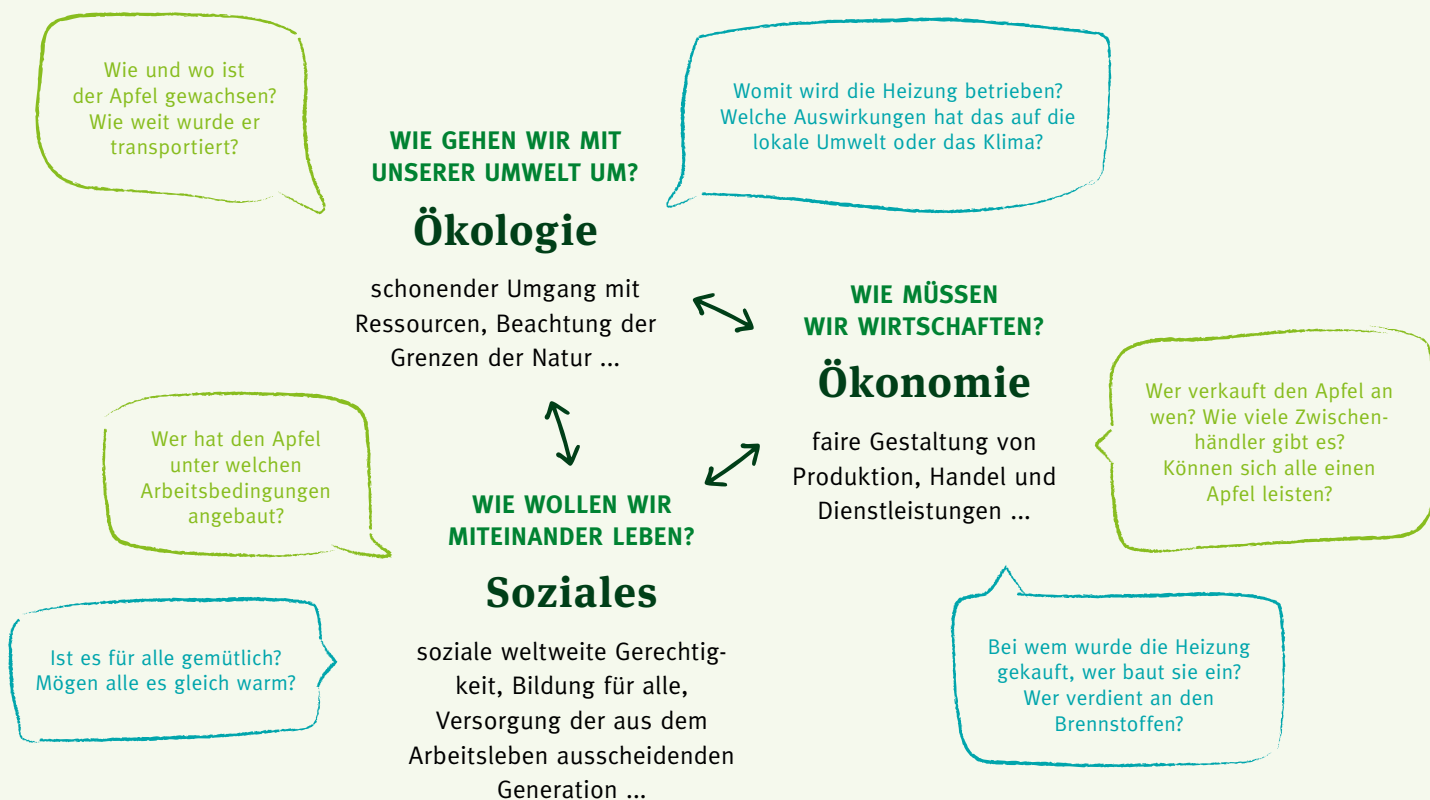 Wie und wo ist
der Apfel gewachsen?
Wie weit wurde er
transportiert?
Womit wird die Heizung betrieben?
Welche Auswirkungen hat das auf die
lokale Umwelt oder das Klima?
WIE GEHEN WIR MIT
UNSERER UMWELT UM?
Ökologie
schonender Umgang mit
Ressourcen, Beachtung der
Grenzen der Natur ...
WIE MÜSSEN
WIR WIRTSCHAFTEN?
Ökonomie
faire Gestaltung von
Produktion, Handel und
Dienstleistungen ...
Wer verkauft den Apfel an
wen? Wie viele Zwischen-
händler gibt es?
Können sich alle einen
Apfel leisten?
Wer hat den Apfel
unter welchen
Arbeitsbedingungen
angebaut?
WIE WOLLEN WIR
MITEINANDER LEBEN?
Soziales
soziale weltweite Gerechtig-
keit, Bildung für alle,
Versorgung der aus dem
Arbeitsleben ausscheidenden
Generation ...
Ist es für alle gemütlich?
Mögen alle es gleich warm?
Bei wem wurde die Heizung
gekauft, wer baut sie ein?
Wer verdient an den
Brennstoffen?